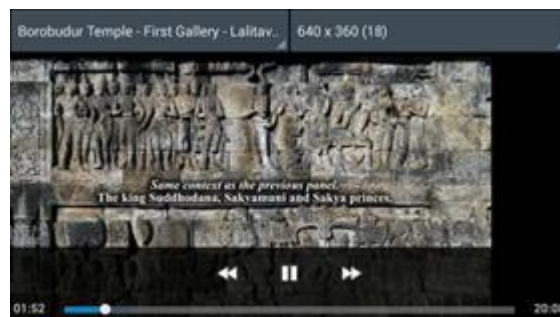 Borobudur Temple - First Gallery - Lalitav..
640 x 360 (18)
Same context as the previous panel.
The king Suddhodana, Sakyamuni and Sakya princes.
01:52